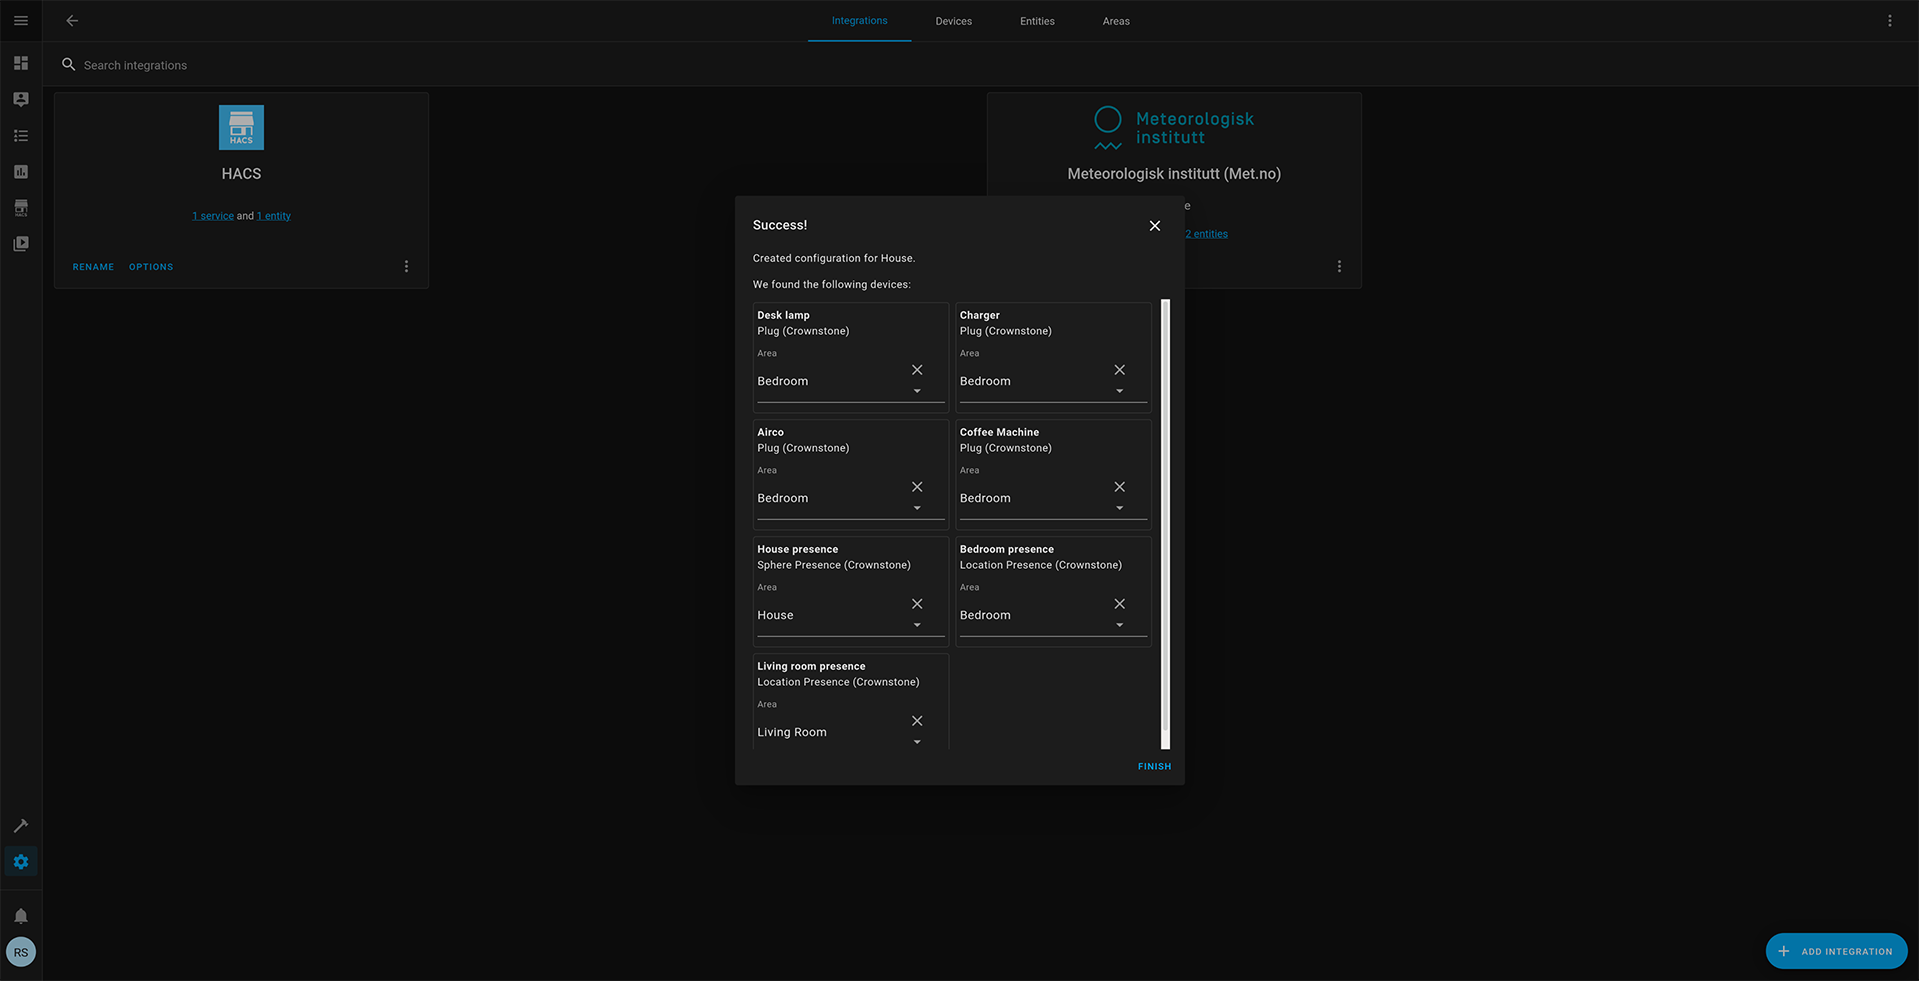 Integrations
Devices
Entities
Areas
Search integrations
HACS
HACS
1 service and 1 entity
RENAME
OPTIONS
HACS
Meteorologisk
institutt
Meteorologisk institutt (Met.no)
e
2 entities
Success!
Created configuration for House.
We found the following devices:
Desk lamp
Plug (Crownstone)
Area
Bedroom
Charger
Plug (Crownstone)
Area
Bedroom
Airco
Plug (Crownstone)
Area
Bedroom
Coffee Machine
Plug (Crownstone)
Area
Bedroom
House presence
Sphere Presence (Crownstone)
Area
House
Bedroom presence
Location Presence (Crownstone)
Area
Bedroom
Living room presence
Location Presence (Crownstone)
Area
Living Room
FINISH
RS
ADD INTEGRATION